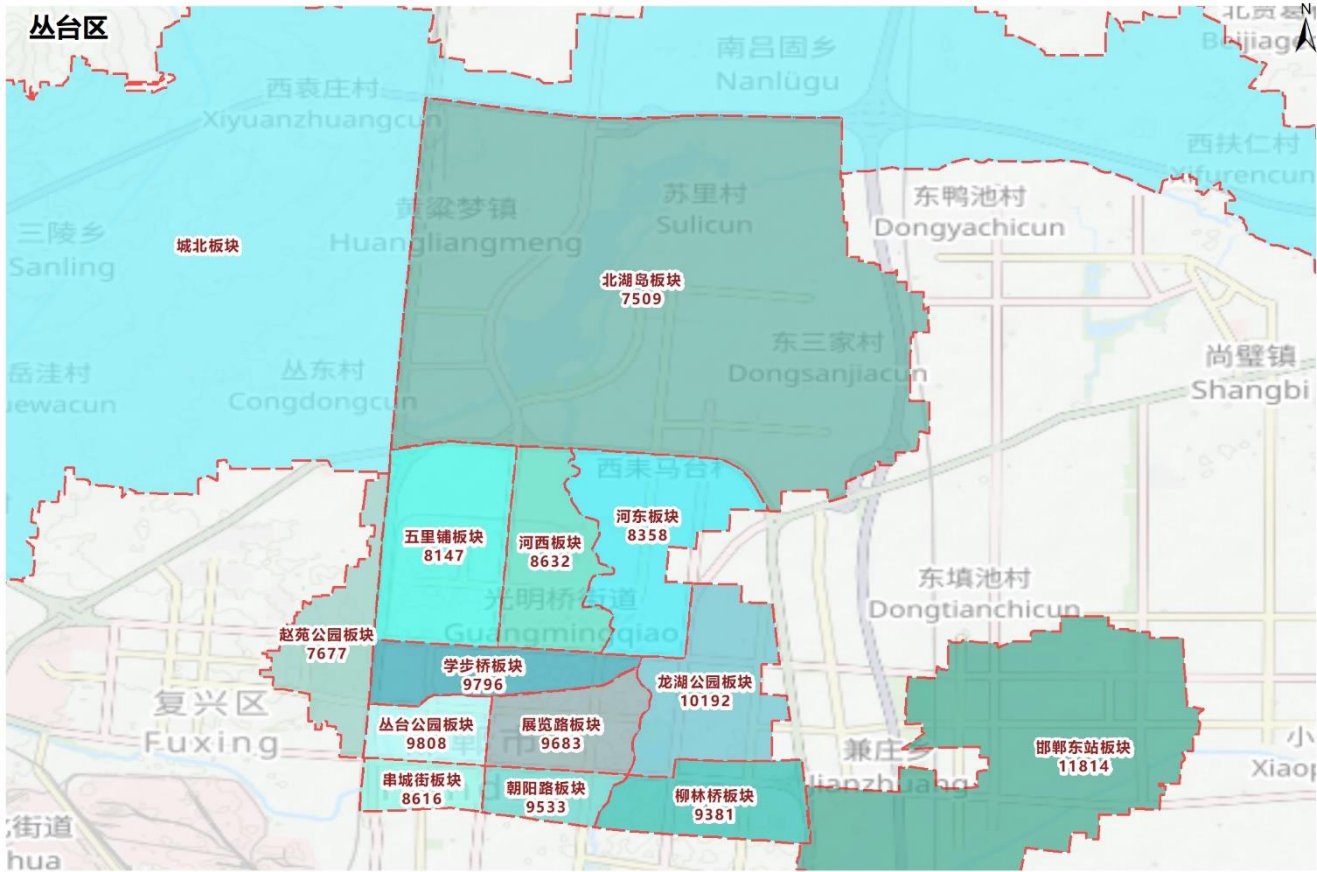 丛台区
N
南吕固乡
Nanlügu
西袁庄村
Xiyuanzhuangcun
西扶仁村
Xifurencun
东鸭池村
Dongyachicun
苏里村
Sulicun
黄粱梦镇
Huangliangmeng
三陵乡
Sanling
城北板块
北湖岛板块
7509
东三家村
Dongsanjiacun
尚璧镇
Shangbi
丛东村
Congdongcun
西耒马台村
五里铺板块
8147
河西板块
8632
河东板块
8358
东填池村
Dongtianchicun
光明桥街道
Guangmingqiao
赵苑公园板块
7677
学步桥板块
9796
龙湖公园板块
10192
复兴区
Fuxing
丛台公园板块
9808
展览路板块
9683
兼庄乡
Jianzhuang
邯郸东站板块
11814
串城街板块
8616
朝阳路板块
9533
柳林桥板块
9381
街道
hua